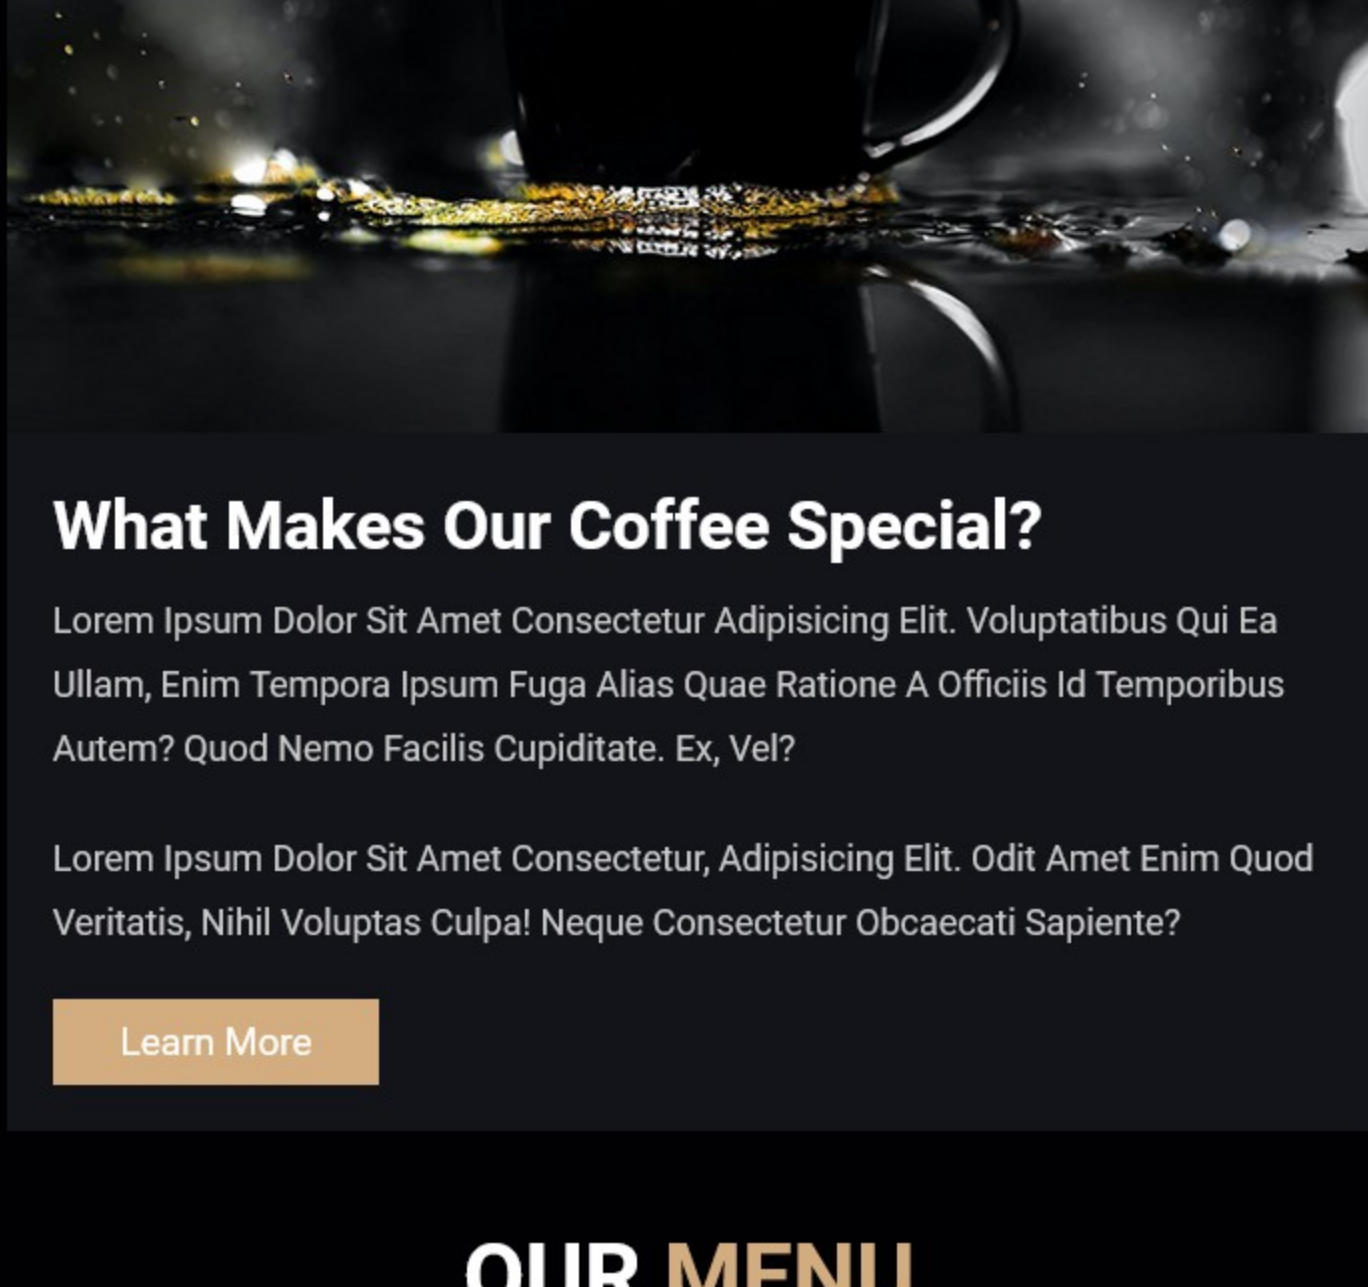 What Makes Our Coffee Special?
Lorem Ipsum Dolor Sit Amet Consectetur Adipisicing Elit. Voluptatibus Qui Ea
Ullam, Enim Tempora Ipsum Fuga Alias Quae Ratione A Officiis Id Temporibus
Autem? Quod Nemo Facilis Cupiditate. Ex, Vel?
Lorem Ipsum Dolor Sit Amet Consectetur, Adipisicing Elit. Odit Amet Enim Quod
Veritatis, Nihil Voluptas Culpa! Neque Consectetur Obcaecati Sapiente?
Learn More
OUR MENU